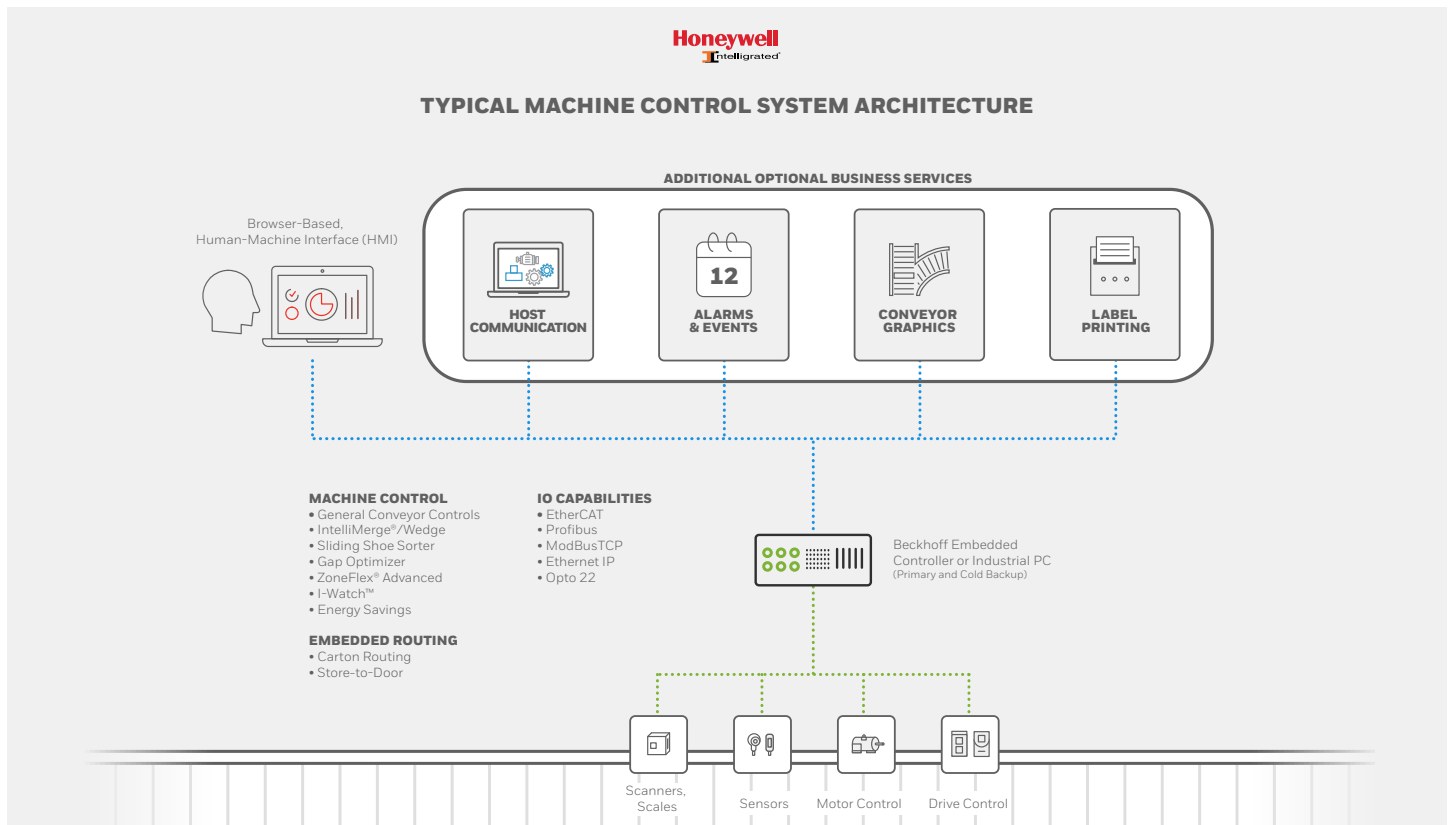 Honeywell
Intelligrated
TYPICAL MACHINE CONTROL SYSTEM ARCHITECTURE
ADDITIONAL OPTIONAL BUSINESS SERVICES
Browser-Based,
Human-Machine Interface (HMI)
HOST
COMMUNICATION
12
ALARMS
& EVENTS
CONVEYOR
GRAPHICS
LABEL
PRINTING
MACHINE CONTROL
• General Conveyor Controls
• IntelliMerge®/Wedge
• Sliding Shoe Sorter
• Gap Optimizer
• ZoneFlex® Advanced
• I-Watch™
• Energy Savings
EMBEDDED ROUTING
• Carton Routing
• Store-to-Door
IO CAPABILITIES
• EtherCAT
• Profibus
• ModBusTCP
• Ethernet IP
• Opto 22
Beckhoff Embedded
Controller or Industrial PC
(Primary and Cold Backup)
Scanners,
Scales
Sensors
Motor Control
Drive Control